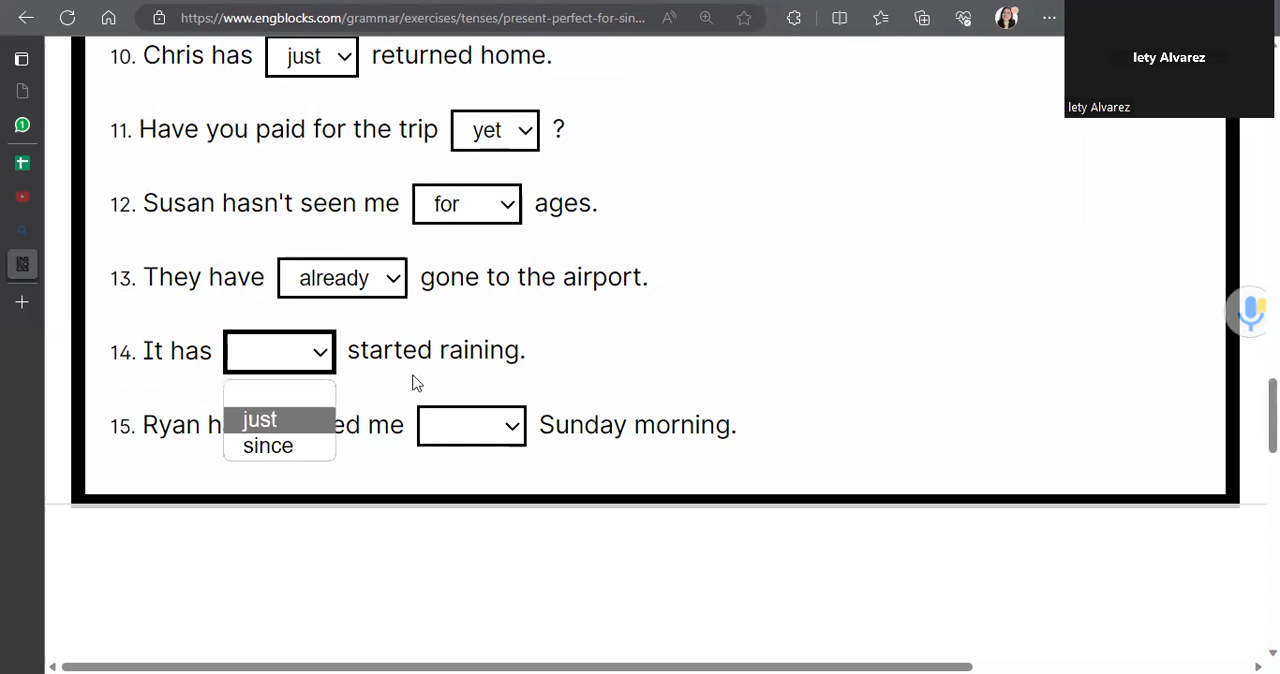 https://www.engblocks.com/grammar/exercises/tenses/present-perfect-for-sin...
lety Alvarez
lety Alvarez
10. Chris has just returned home.
11. Have you paid for the trip yet ?
12. Susan hasn't seen me for ages.
13. They have already gone to the airport.
14. It has started raining.
just
15. Ryan h ed me Sunday morning.
since